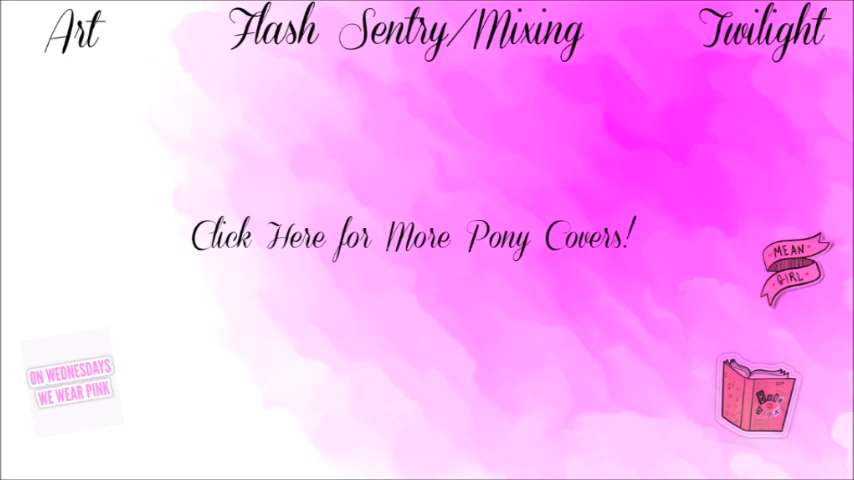 Art
Flash Sentry/Mixing
Twilight
Click Here for More Pony Covers!
MEAN
GIRL
ON WEDNESDAYS
WE WEAR PINK